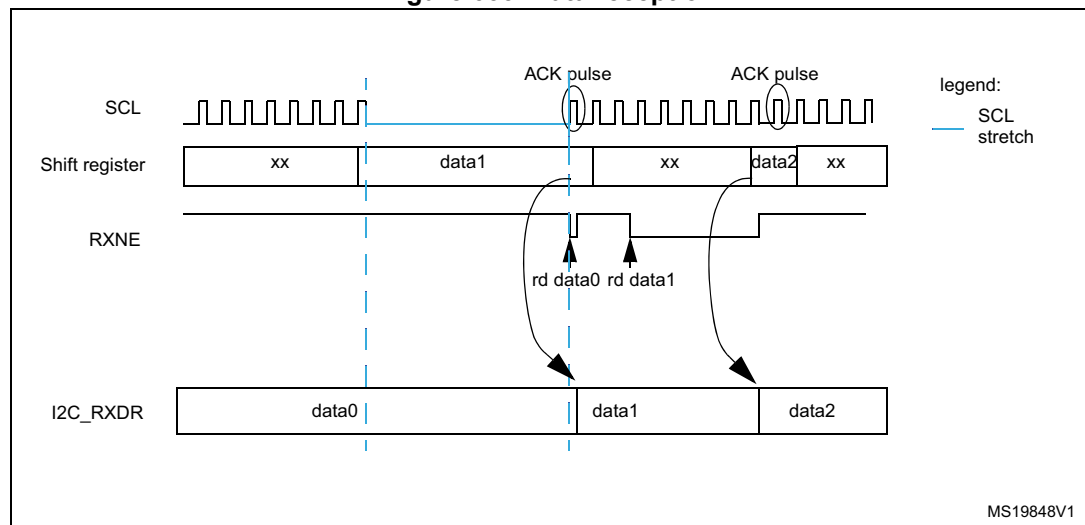 ACK pulse ACK pulse
legend:
SCL
SCL
stretch
Shift register xx data1 xx data2 xx
RXNE
rd data0 rd data1
I2C_RXDR data0 data1 data2
MS19848V1